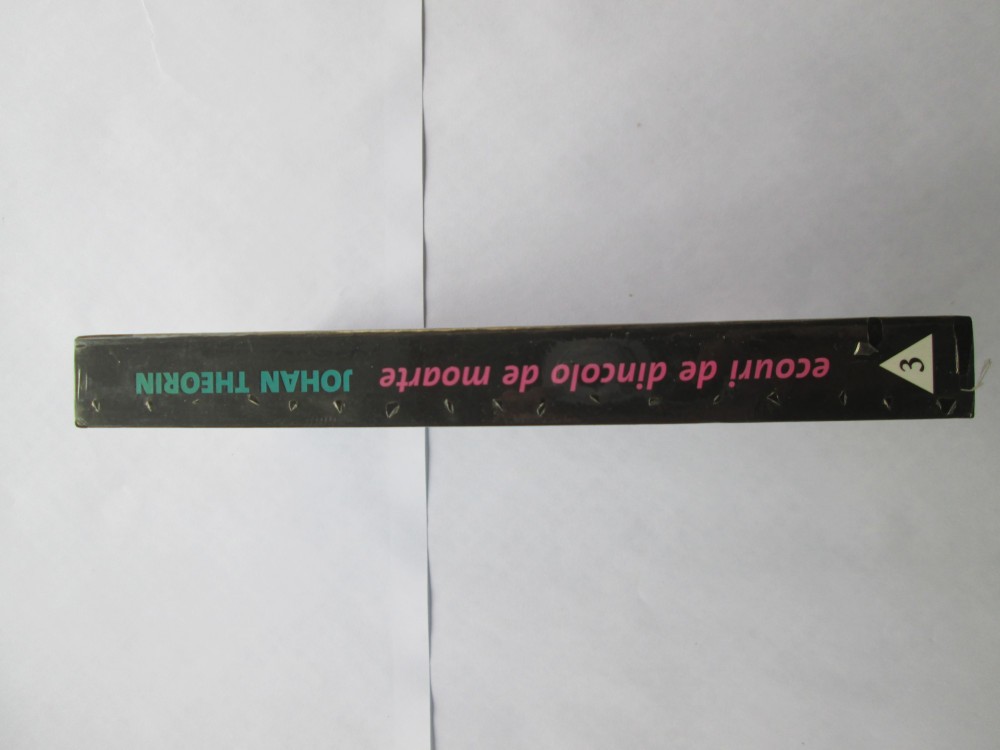 3
ecouri de dincolo de moarte
JOHAN THEORIN